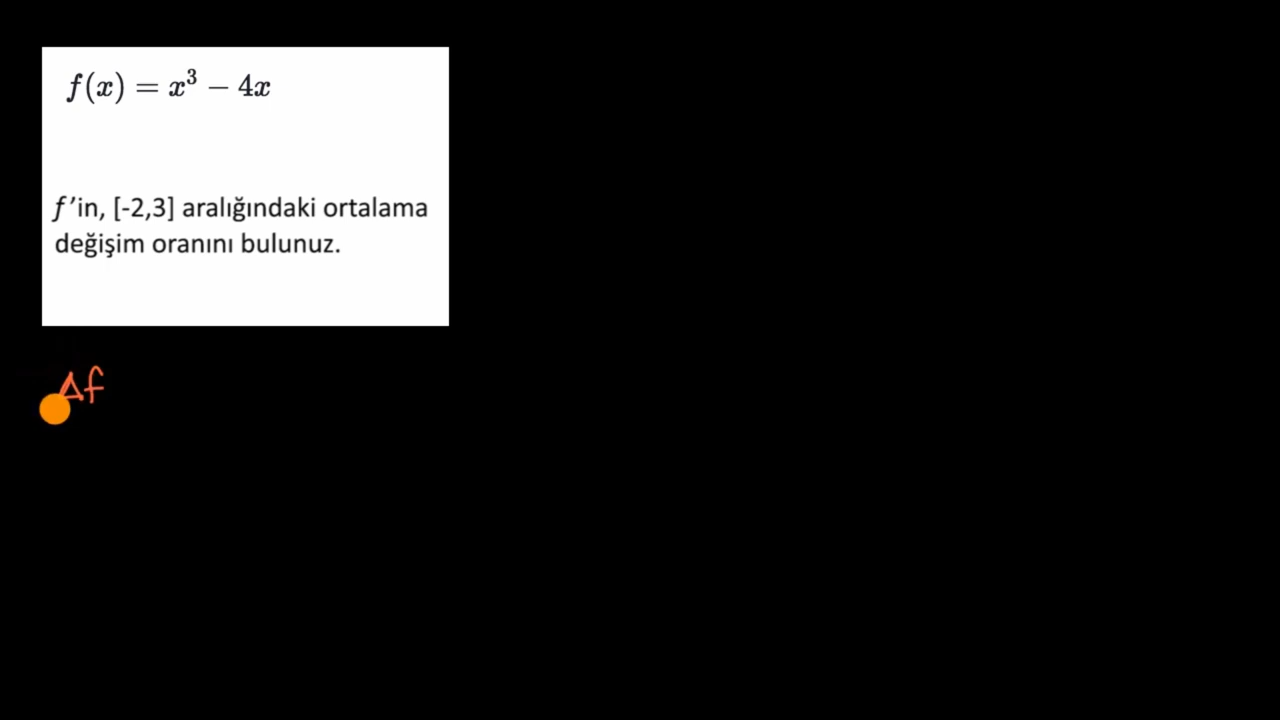 f(x) = x³ − 4x
f'in, [-2,3] aralığındaki ortalama
değişim oranını bulunuz.
Δf